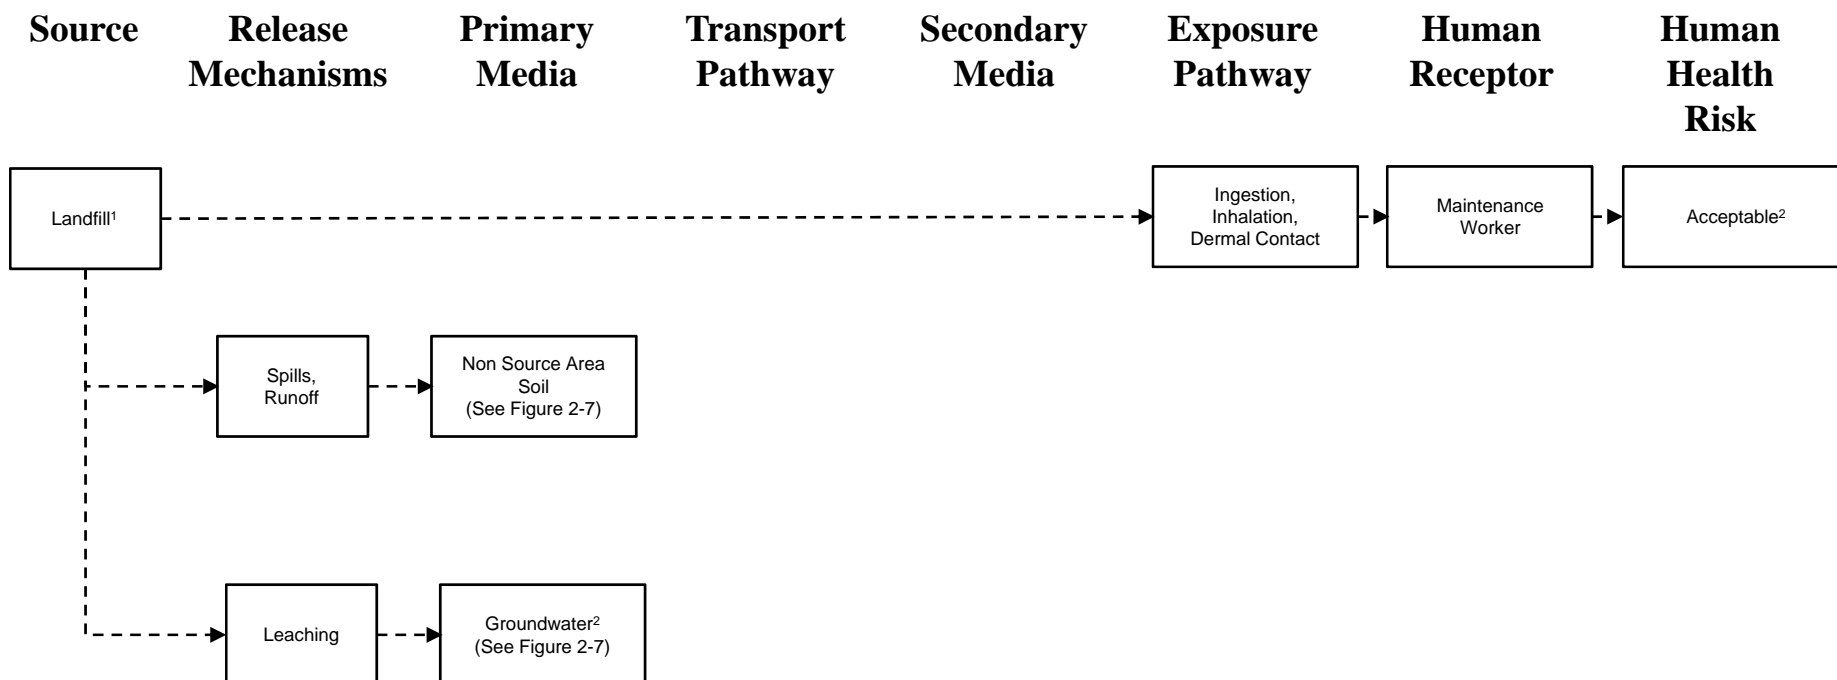 Source
Release
Mechanisms
Primary
Media
Transport
Pathway
Secondary
Media
Exposure
Pathway
Human
Receptor
Human
Health
Risk
Landfill¹
Ingestion,
Inhalation,
Dermal Contact
Maintenance
Worker
Acceptable²
Spills,
Runoff
Non Source Area
Soil
(See Figure 2-7)
Leaching
Groundwater²
(See Figure 2-7)